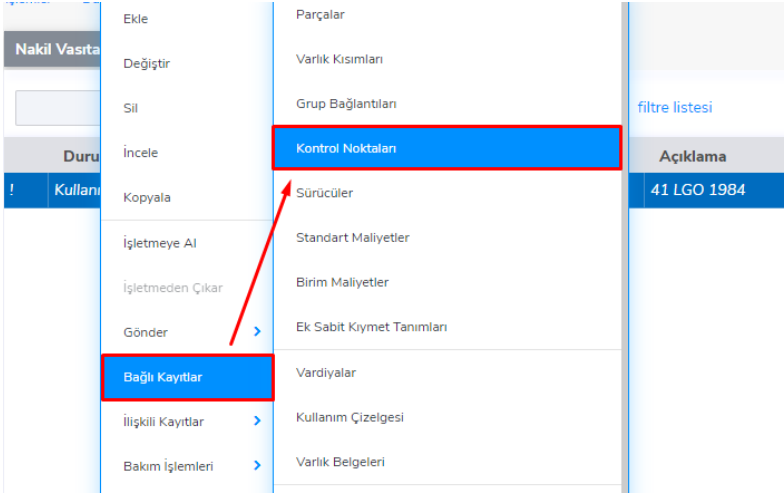 Ekle
Değiştir
Sil
İncele
Kopyala
İşletmeye Al
İşletmeden Çıkar
Gönder
Bağlı Kayıtlar
İlişkili Kayıtlar
Bakım İşlemleri
Parçalar
Varlık Kısımları
Grup Bağlantıları
Kontrol Noktaları
Sürücüler
Standart Maliyetler
Birim Maliyetler
Ek Sabit Kıymet Tanımları
Vardiyalar
Kullanım Çizelgesi
Varlık Belgeleri
Nakil Vasıta
Duru
! Kullanı
filtre listesi
Açıklama
41 LGO 1984